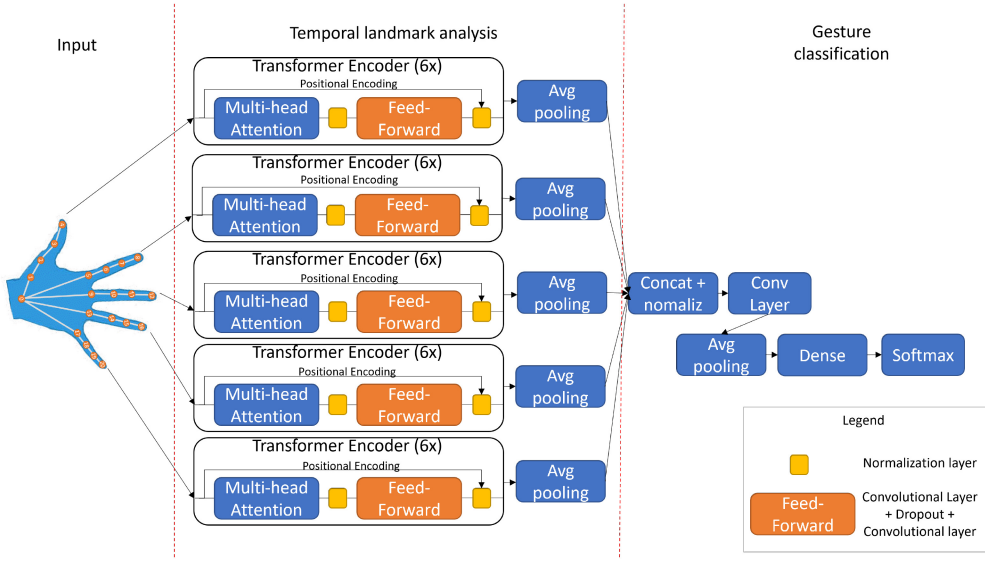 Input
Temporal landmark analysis
Gesture
classification
Transformer Encoder (6x)
Positional Encoding
Multi-head
Attention
Feed-
Forward
Avg
pooling
Transformer Encoder (6x)
Positional Encoding
Multi-head
Attention
Feed-
Forward
Avg
pooling
Transformer Encoder (6x)
Positional Encoding
Multi-head
Attention
Feed-
Forward
Avg
pooling
Transformer Encoder (6x)
Positional Encoding
Multi-head
Attention
Feed-
Forward
Avg
pooling
Transformer Encoder (6x)
Positional Encoding
Multi-head
Attention
Feed-
Forward
Avg
pooling
Concat +
nomaliz
Conv
Layer
Avg
pooling
Dense
Softmax
Legend
Normalization layer
Feed-
Forward
Convolutional Layer
+ Dropout +
Convolutional layer